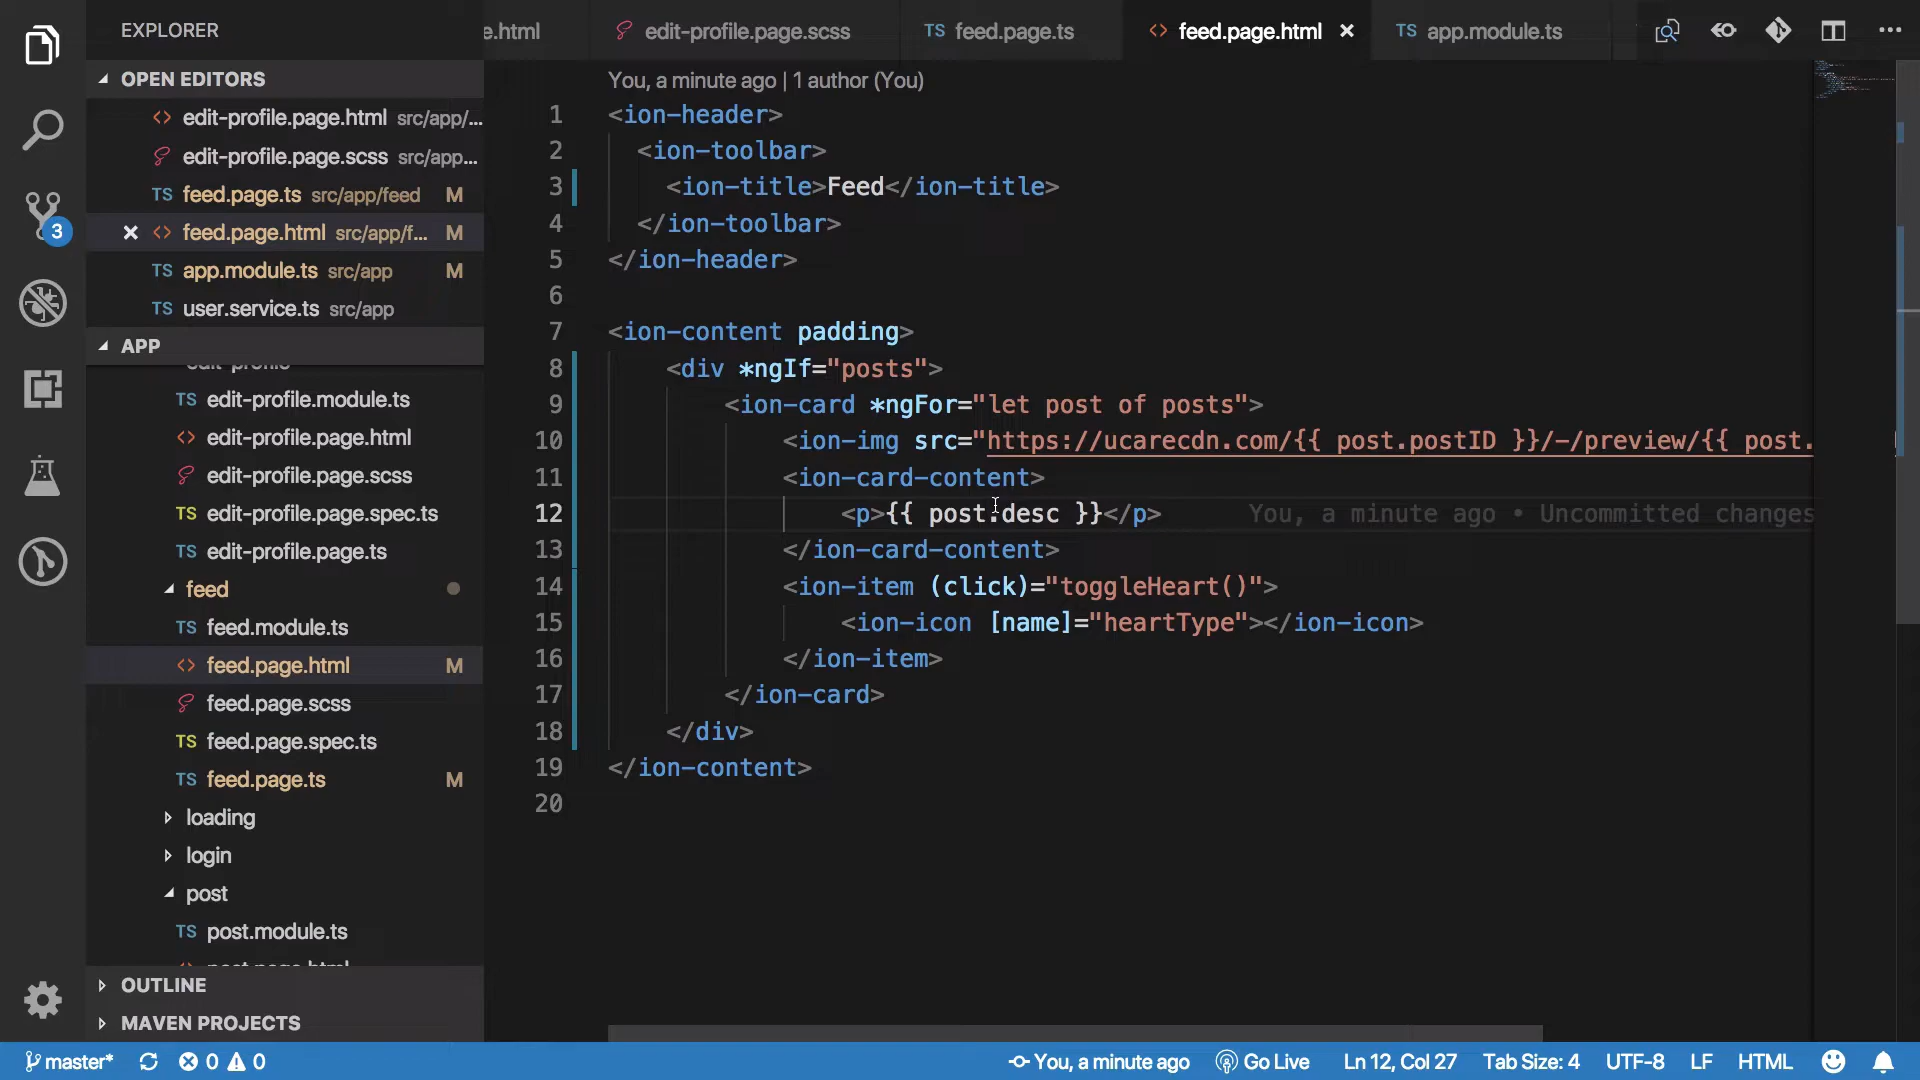 EXPLORER
OPEN EDITORS
edit-profile.page.html src/app/...
edit-profile.page.scss src/app...
TS feed.page.ts src/app/feed M
feed.page.html src/app/f... M
TS app.module.ts src/app M
TS user.service.ts src/app
APP
edit-profile
TS edit-profile.module.ts
edit-profile.page.html
edit-profile.page.scss
TS edit-profile.page.spec.ts
TS edit-profile.page.ts
feed
TS feed.module.ts
feed.page.html M
feed.page.scss
TS feed.page.spec.ts
TS feed.page.ts M
loading
login
post
TS post.module.ts
OUTLINE
MAVEN PROJECTS
3
e.html edit-profile.page.scss TS feed.page.ts <> feed.page.html × TS app.module.ts
You, a minute ago | 1 author (You)
1 <ion-header>
2 <ion-toolbar>
3 <ion-title>Feed</ion-title>
4 </ion-toolbar>
5 </ion-header>
6
7 <ion-content padding>
8 <div *ngIf="posts">
9 <ion-card *ngFor="let post of posts">
10 <ion-img src="https://ucarecdn.com/{{ post.postID }}/-/preview/{{ post.
11 <ion-card-content>
12 <p>{{ post.desc }}</p> You, a minute ago • Uncommitted changes
13 </ion-card-content>
14 <ion-item (click)="toggleHeart()">
15 <ion-icon [name]="heartType"></ion-icon>
16 </ion-item>
17 </ion-card>
18 </div>
19 </ion-content>
20
master* 0 0 You, a minute ago Go Live Ln 12, Col 27 Tab Size: 4 UTF-8 LF HTML